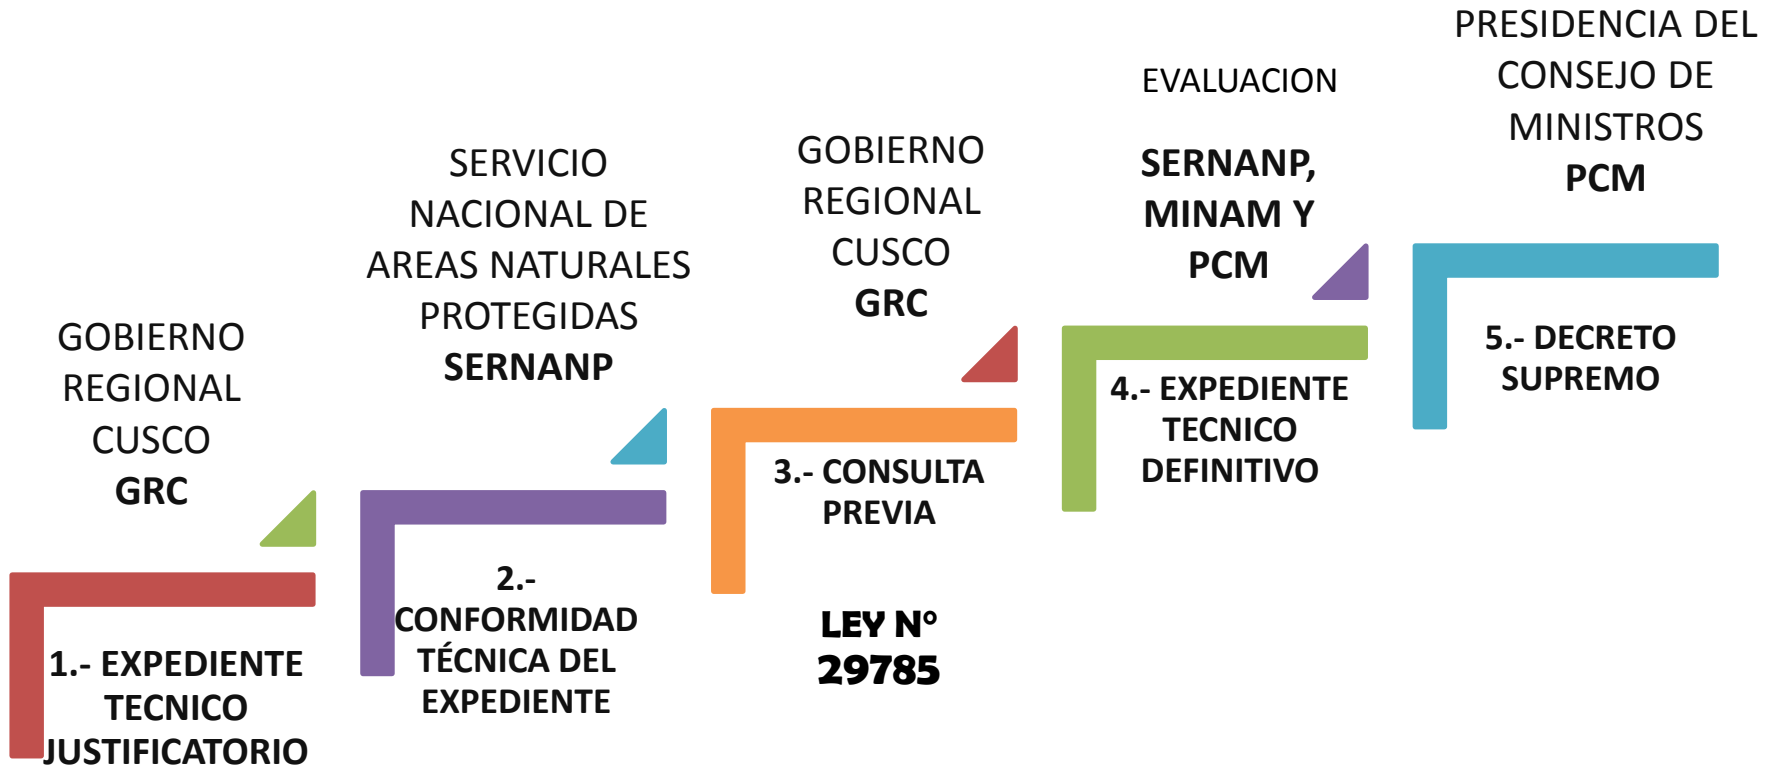 GOBIERNO
REGIONAL
CUSCO
GRC
1.- EXPEDIENTE
TECNICO
JUSTIFICATORIO
SERVICIO
NACIONAL DE
AREAS NATURALES
PROTEGIDAS
SERNANP
2.-
CONFORMIDAD
TÉCNICA DEL
EXPEDIENTE
GOBIERNO
REGIONAL
CUSCO
GRC
3.- CONSULTA
PREVIA
LEY N°
29785
EVALUACION
SERNANP,
MINAM Y
PCM
4.- EXPEDIENTE
TECNICO
DEFINITIVO
PRESIDENCIA DEL
CONSEJO DE
MINISTROS
PCM
5.- DECRETO
SUPREMO